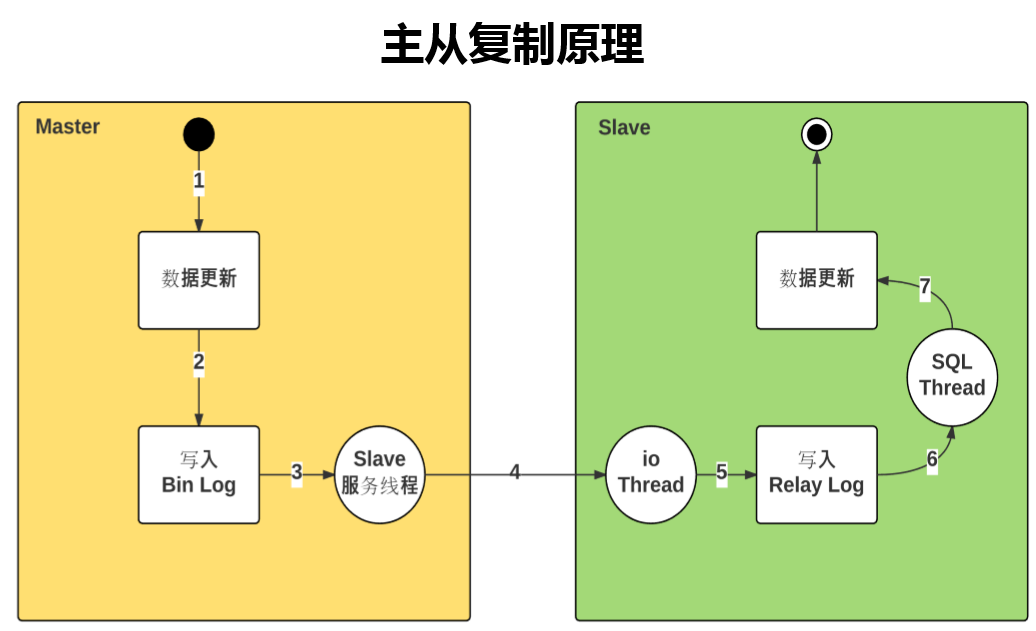 主从复制原理
Master
1
数据更新
2
写入
Bin Log
3
Slave
服务线程
4
Slave
io
Thread
5
写入
Relay Log
6
SQL
Thread
7
数据更新